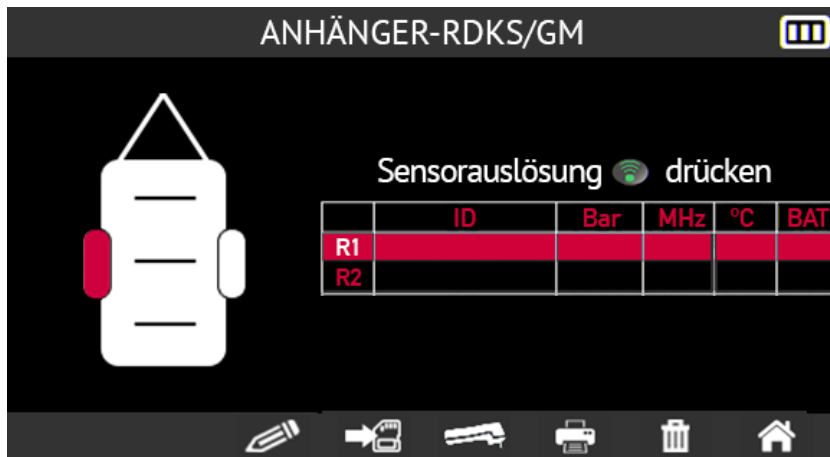 ANHÄNGER-RDKS/GM
Sensorauslösung drücken
ID Bar MHz °C BAT
R1
R2